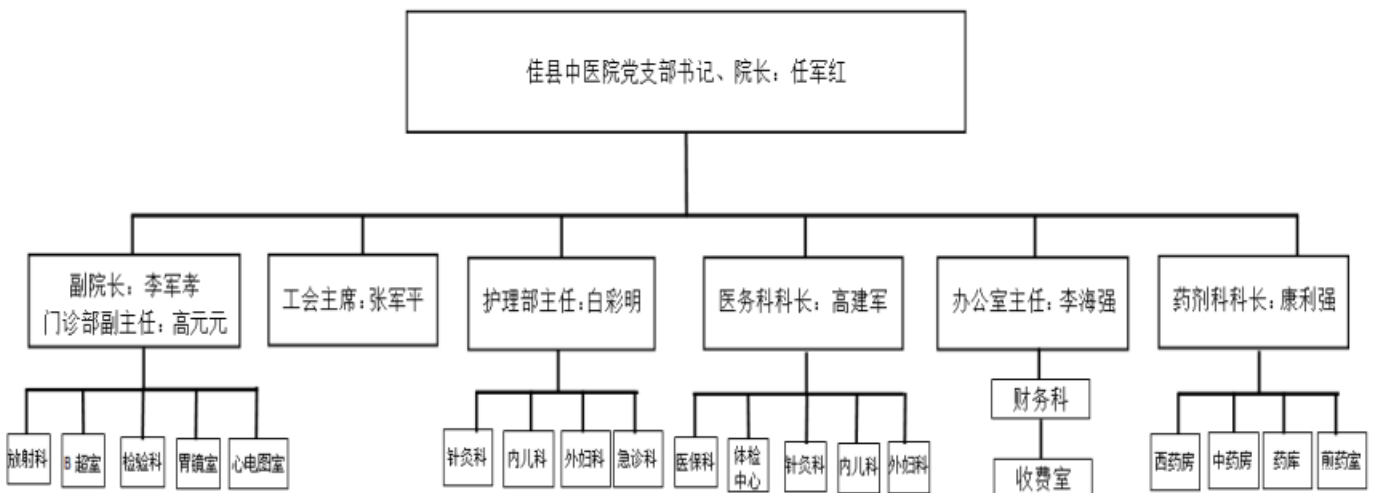 佳县中医院党支部书记、院长：任军红
副院长：李军孝
门诊部副主任：高元元
工会主席：张军平
护理部主任：白彩明
医务科科长：高建军
办公室主任：李海强
药剂科科长：康利强
放射科
B超室
检验科
胃镜室
心电图室
针灸科
内儿科
外妇科
急诊科
医保科
体检
中心
针灸科
内儿科
外妇科
财务科
收费室
西药房
中药房
药库
煎药室